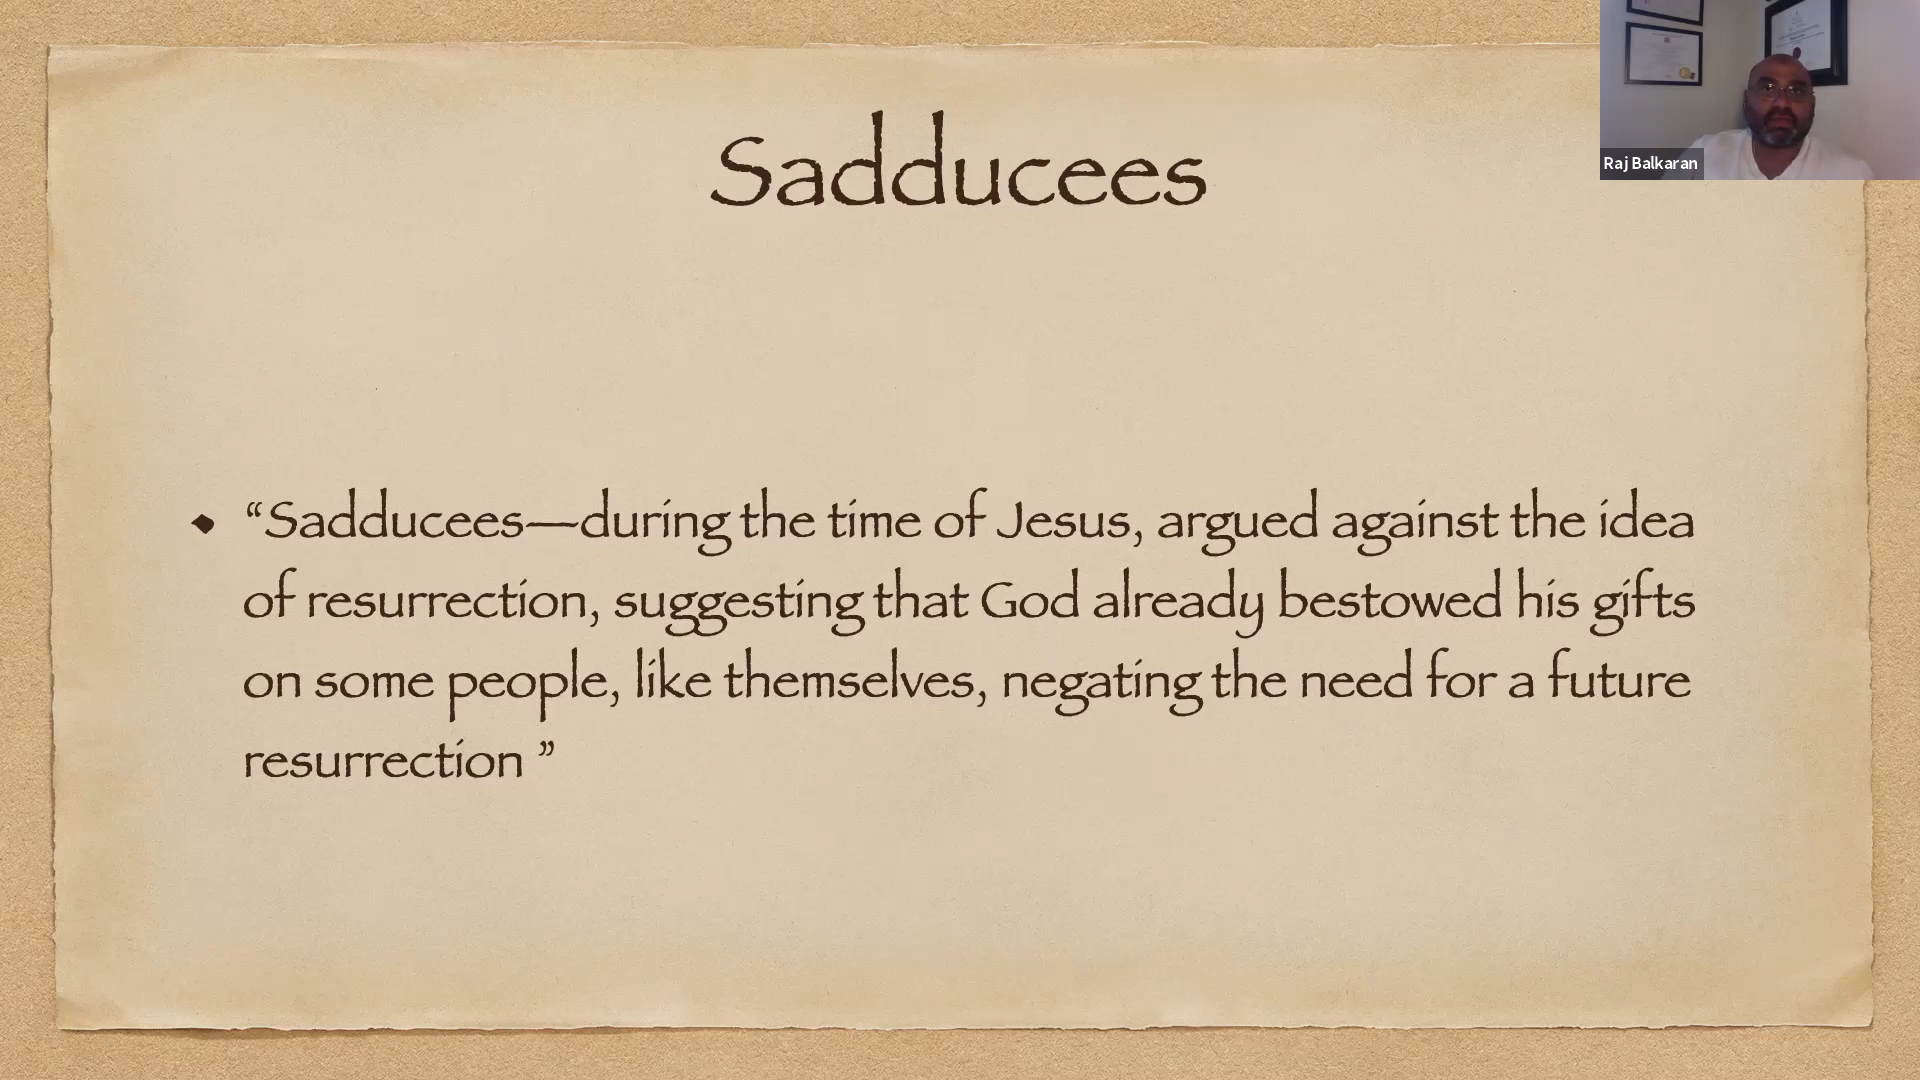 Sadducees
Raj Balkaran
• “Sadducees—during the time of Jesus, argued against the idea
of resurrection, suggesting that God already bestowed his gifts
on some people, like themselves, negating the need for a future
resurrection ”